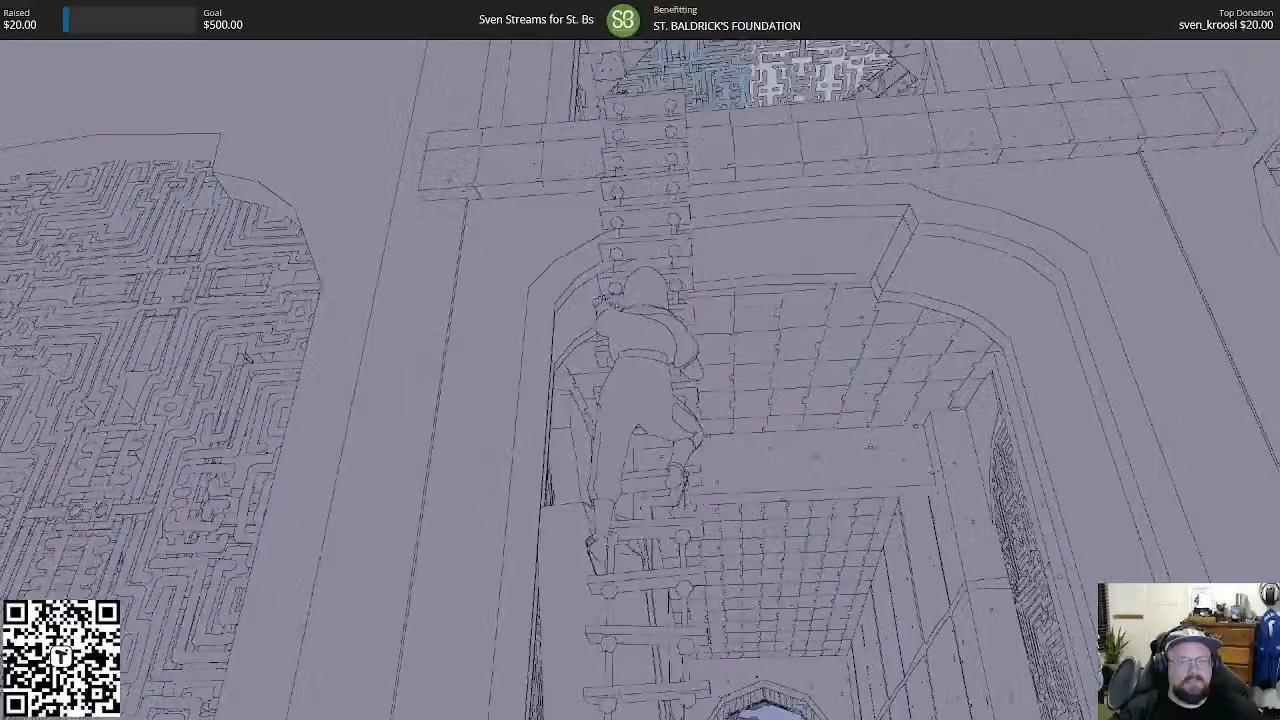 Raised
$20.00
Goal
$500.00
Sven Streams for St. Bs
SB
Benefitting
ST. BALDRICK'S FOUNDATION
Top Donation
sven_kroosl $20.00
T